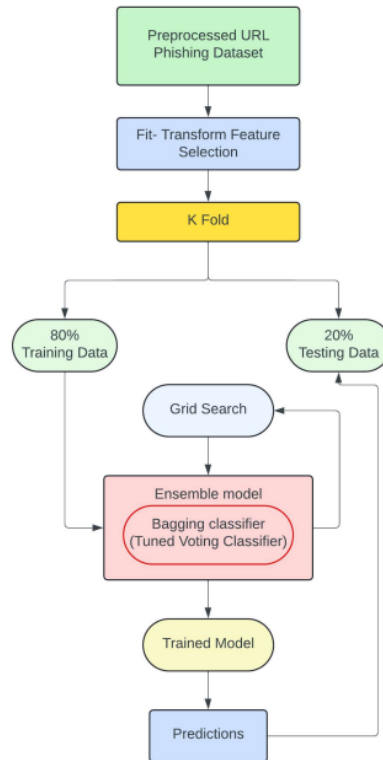 Preprocessed URL
Phishing Dataset
Fit- Transform Feature
Selection
K Fold
80%
Training Data
20%
Testing Data
Grid Search
Ensemble model
Bagging classifier
(Tuned Voting Classifier)
Trained Model
Predictions